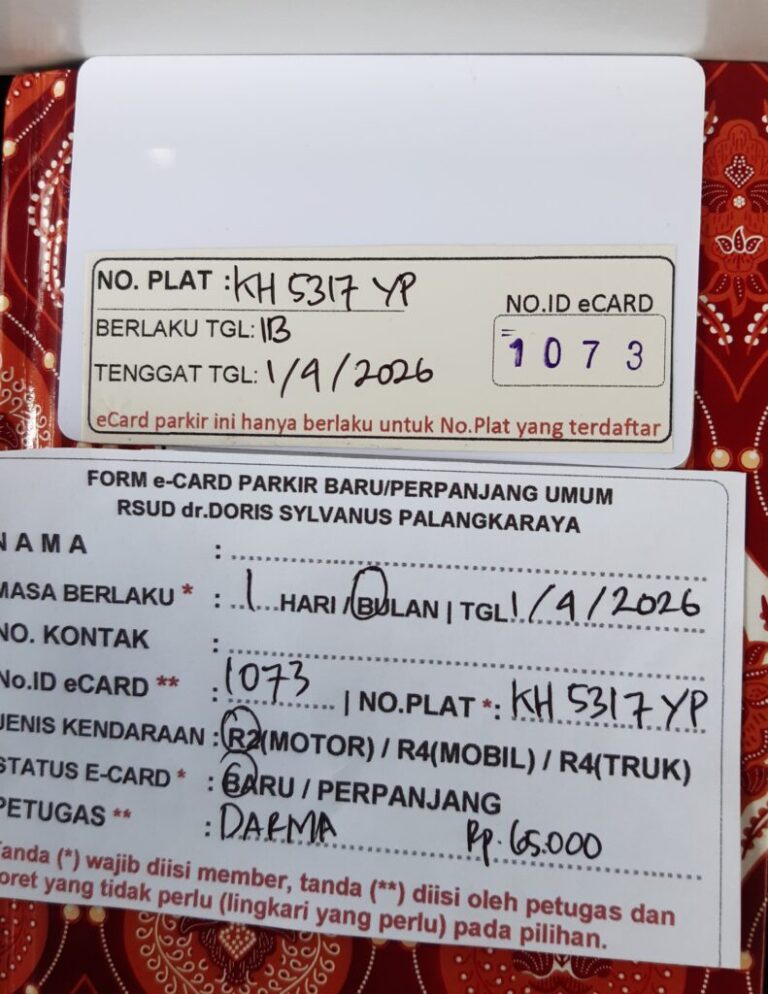 NO. PLAT : KH 5317 YP
NO.ID eCARD
BERLAKU TGL: 1B
1073
TENGGAT TGL: 1/9/2026
eCard parkir ini hanya berlaku untuk No.Plat yang terdaftar
FORM e-CARD PARKIR BARU/PERPANJANG UMUM
RSUD dr.DORIS SYLVANUS PALANGKARAYA
NAMA :
MASA BERLAKU * : 1 HARI / BULAN | TGL 1/9/2026
NO. KONTAK :
No.ID eCARD ** : 1073 | NO.PLAT *: KH 5317 YP
JENIS KENDARAAN : R2(MOTOR) / R4(MOBIL) / R4(TRUK)
STATUS E-CARD * : BARU / PERPANJANG
PETUGAS ** : DARMA Rp. 65.000
Tanda (*) wajib diisi member, tanda (**) diisi oleh petugas dan
coret yang tidak perlu (lingkari yang perlu) pada pilihan.